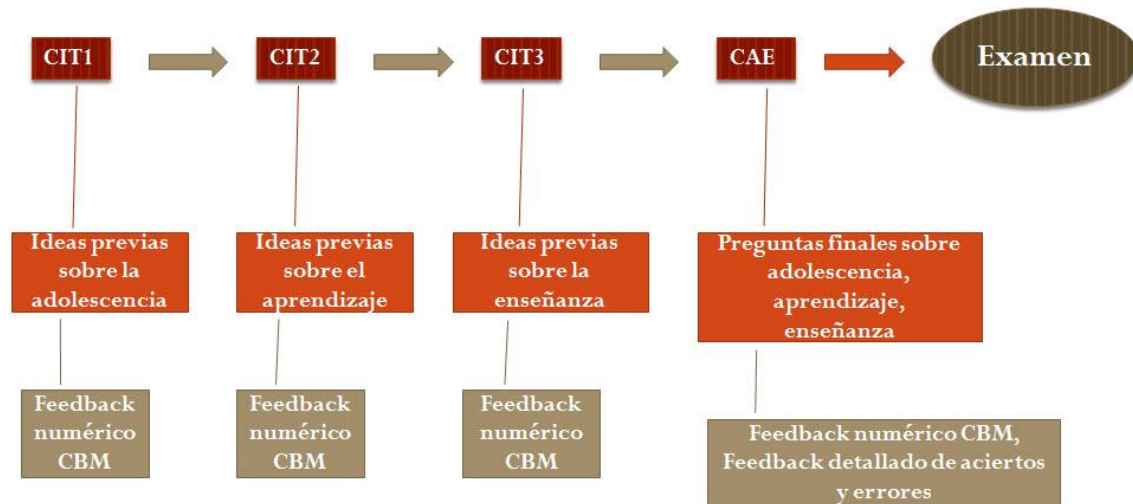 CIT1
CIT2
CIT3
CAE
Examen
Ideas previas
sobre la
adolescencia
Ideas previas
sobre el
aprendizaje
Ideas previas
sobre la
enseñanza
Preguntas finales sobre
adolescencia,
aprendizaje,
enseñanza
Feedback
numérico
CBM
Feedback
numérico
CBM
Feedback
numérico
CBM
Feedback numérico CBM,
Feedback detallado de aciertos
y errores